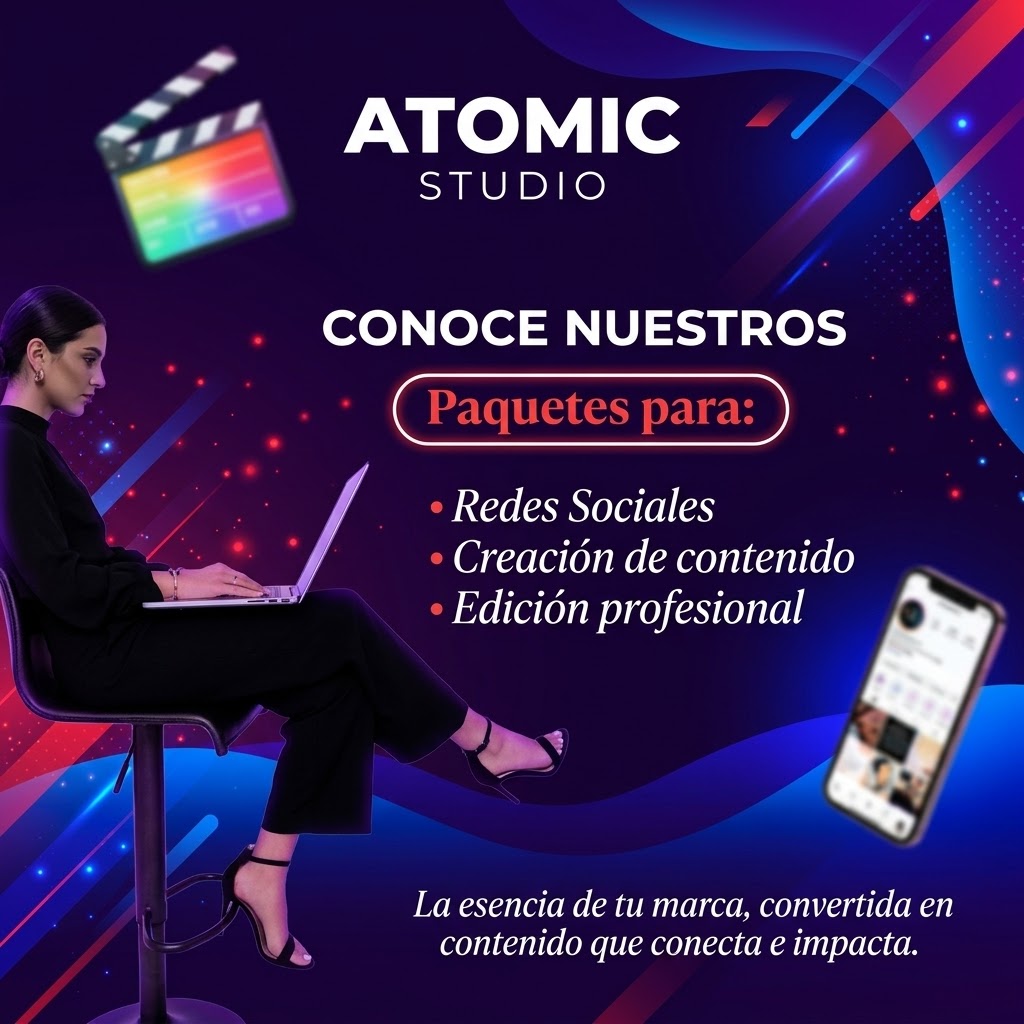 ATOMIC
STUDIO
CONOCE NUESTROS
Paquetes para:
• Redes Sociales
• Creación de contenido
• Edición profesional
La esencia de tu marca, convertida en
contenido que conecta e impacta.